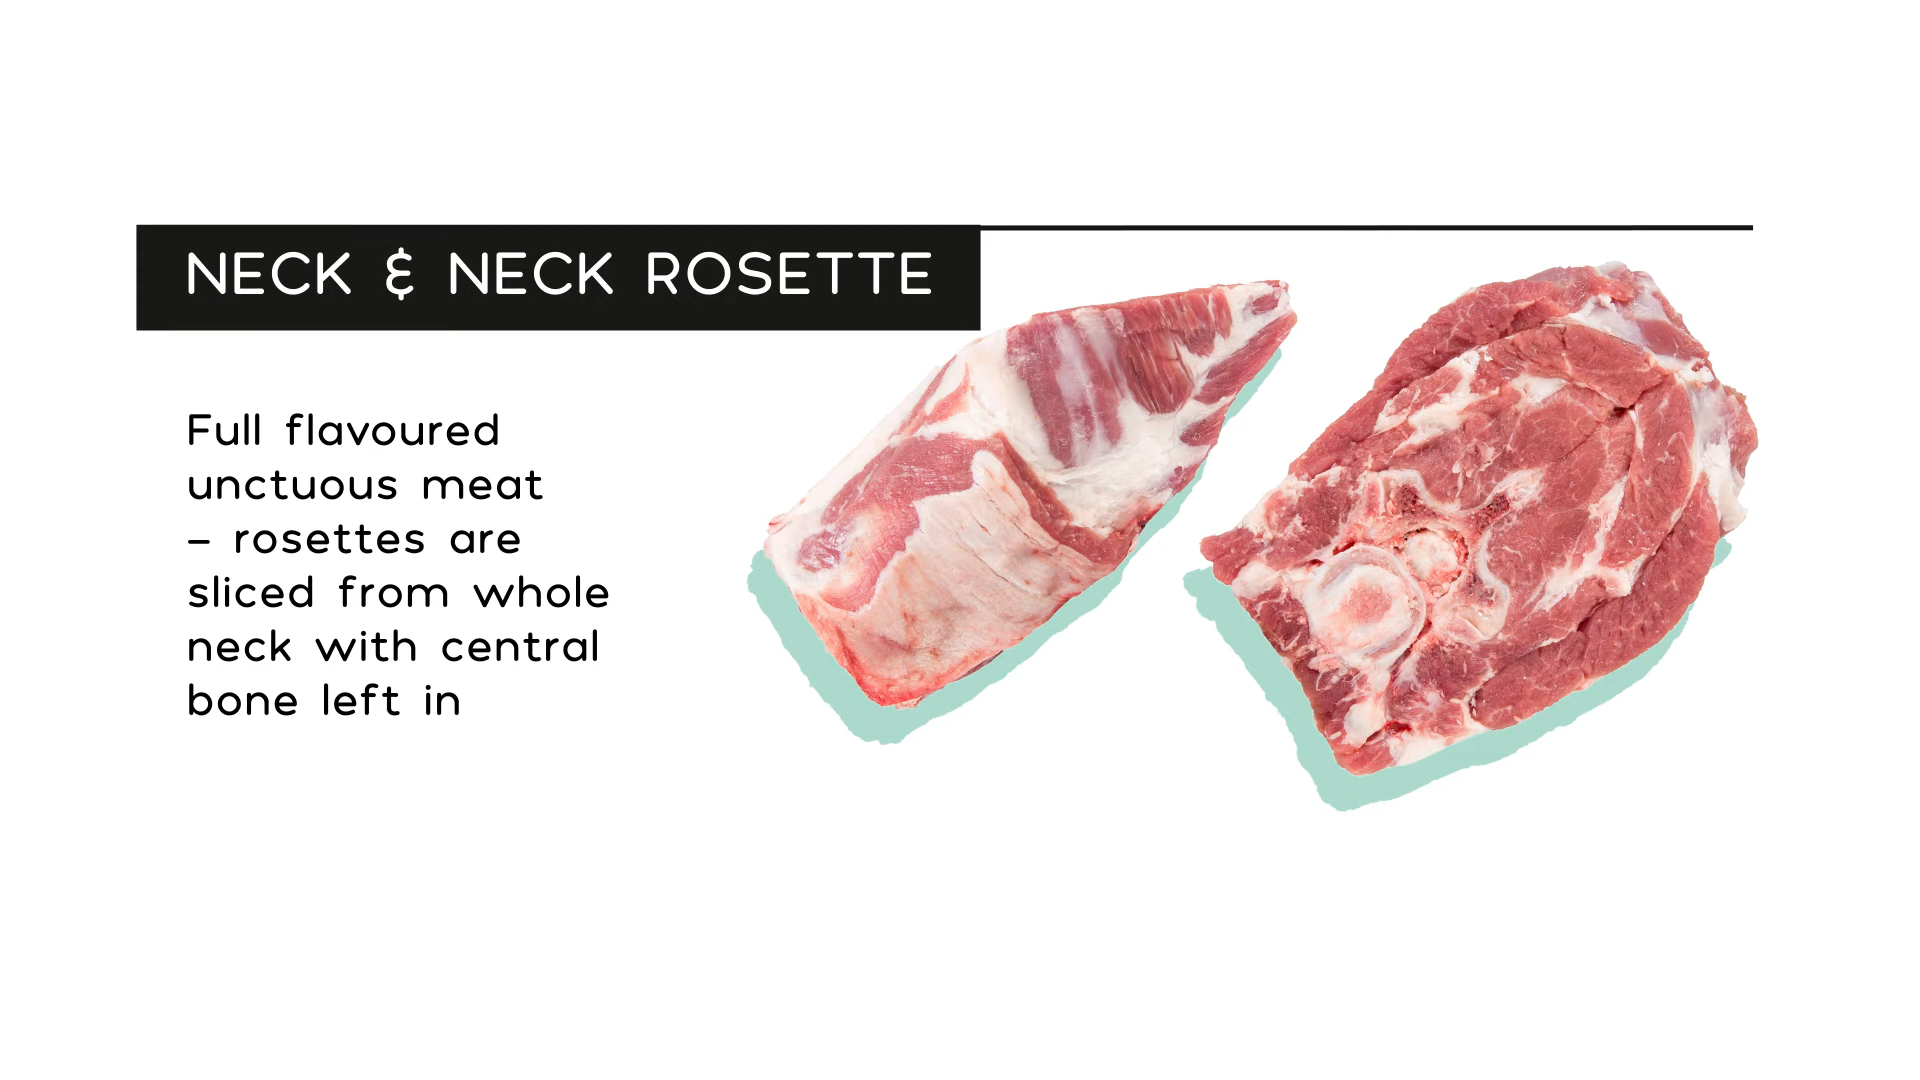 NECK & NECK ROSETTE
Full flavoured
unctuous meat
– rosettes are
sliced from whole
neck with central
bone left in